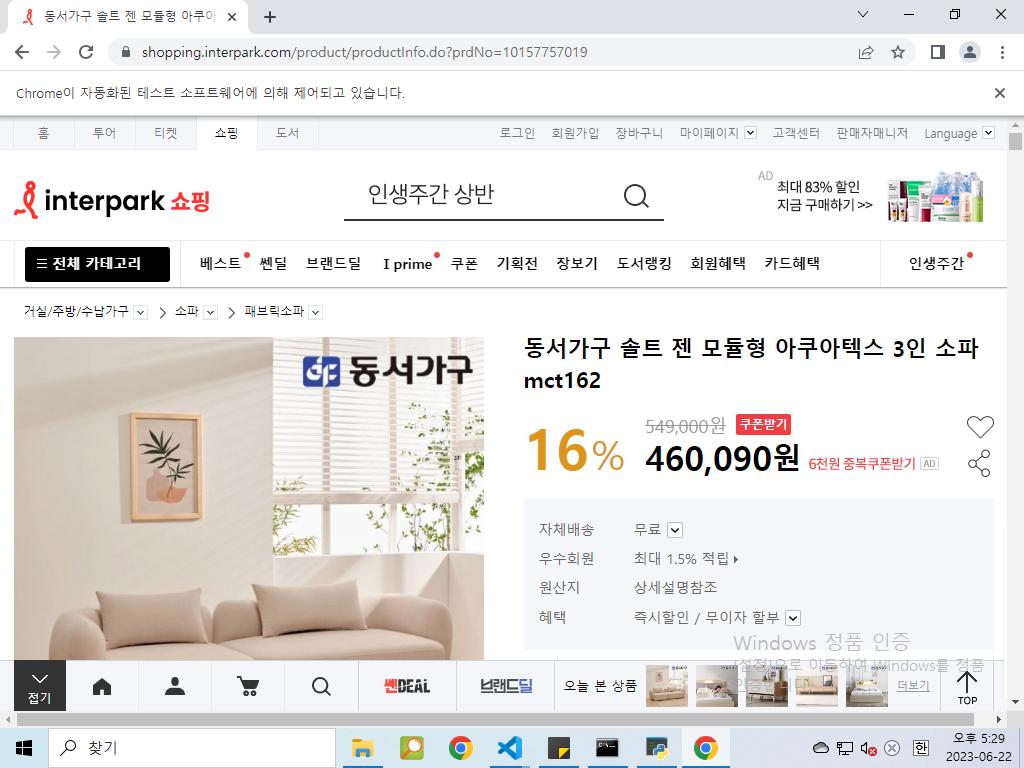 동서가구 솔트 젠 모듈형 아쿠아
shopping.interpark.com/product/productInfo.do?prdNo=10157757019
Chrome이 자동화된 테스트 소프트웨어에 의해 제어되고 있습니다.
홈 투어 티켓 쇼핑 도서 로그인 회원가입 장바구니 마이페이지 고객센터 판매자매니저 Language
interpark 쇼핑
인생주간 상반
AD
최대 83% 할인
지금 구매하기 >>
전체 카테고리 베스트 쎈딜 브랜드딜 I prime 쿠폰 기획전 장보기 도서랭킹 회원혜택 카드혜택 인생주간
거실/주방/수납가구 소파 패브릭소파
동서가구
동서가구 솔트 젠 모듈형 아쿠아텍스 3인 소파
mct162
16%
549,000원 쿠폰받기
460,090원 6천원 중복쿠폰받기 AD
자체배송 무료
우수회원 최대 1.5% 적립
원산지 상세설명참조
혜택 즉시할인 / 무이자 할부
Windows 정품 인증
[설정]으로 이동하여 Windows를 정품
접기
쎈DEAL
브랜드딜
오늘 본 상품
더보기
TOP
찾기
한
오후 5:29
2023-06-22